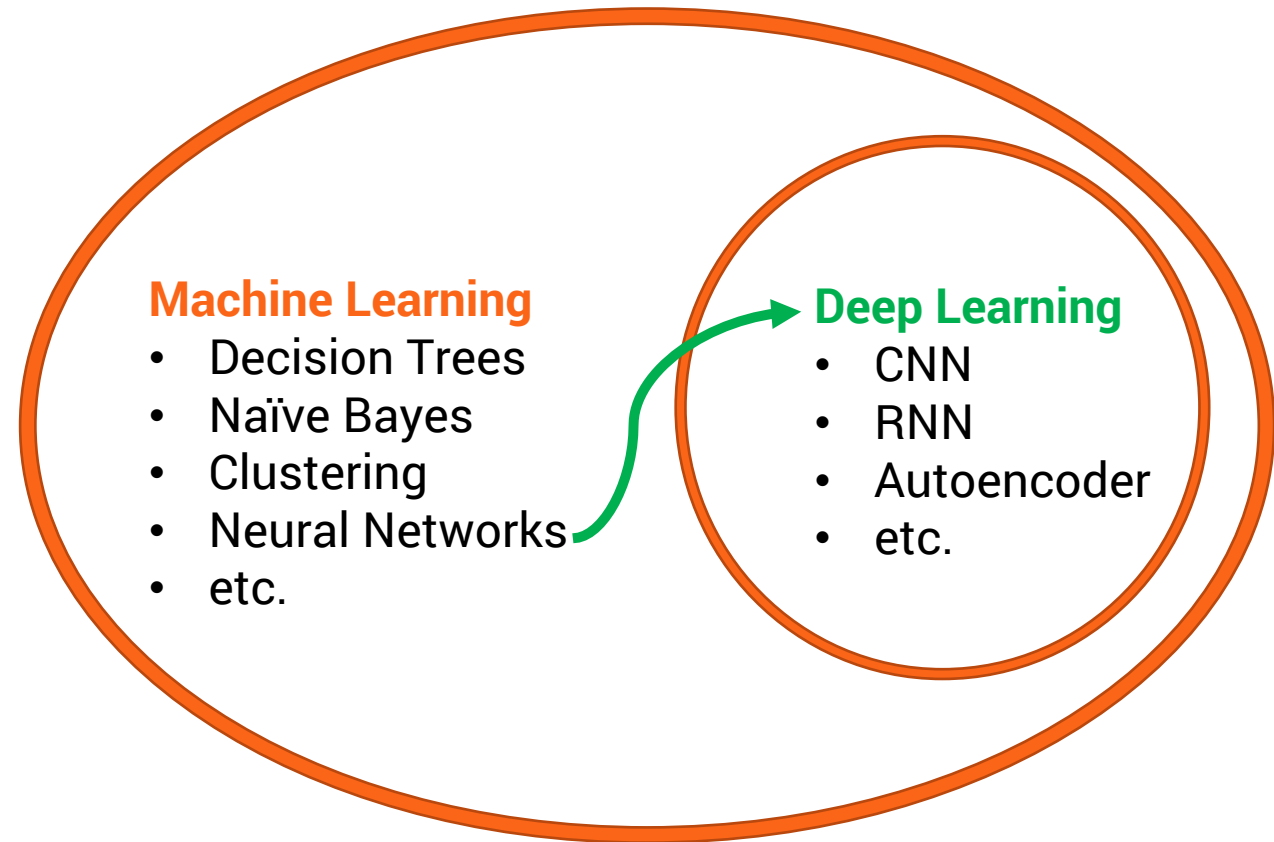 Machine Learning
• Decision Trees
• Naïve Bayes
• Clustering
• Neural Networks
• etc.
Deep Learning
• CNN
• RNN
• Autoencoder
• etc.